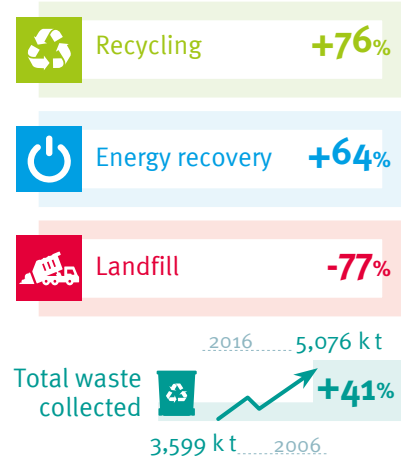 Recycling +76%
Energy recovery +64%
Landfill -77%
2016 5,076 k t
Total waste
collected
+41%
3,599 k t 2006